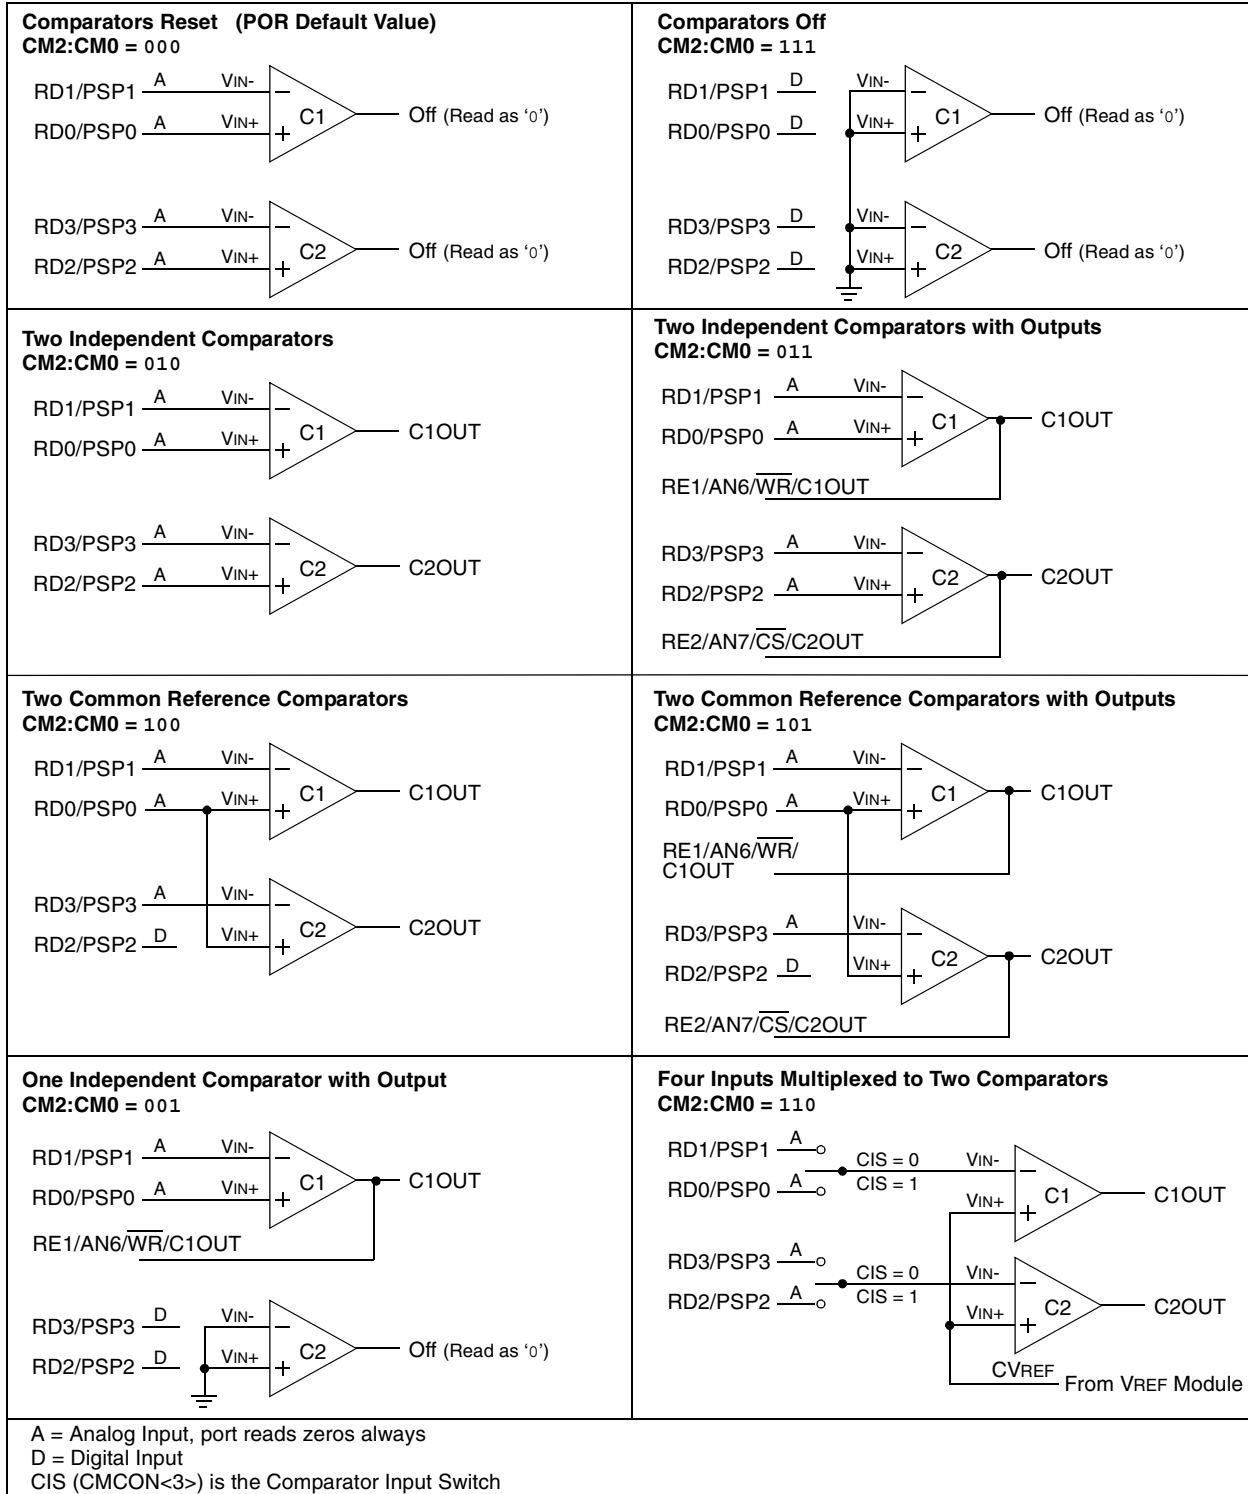 Comparators Reset (POR Default Value)
CM2:CM0 = 000
RD1/PSP1 A VIN-
C1
Off (Read as ‘0’)
RD0/PSP0 A VIN+
RD3/PSP3 A VIN-
C2
Off (Read as ‘0’)
RD2/PSP2 A VIN+
Comparators Off
CM2:CM0 = 111
RD1/PSP1 D VIN-
C1
Off (Read as ‘0’)
RD0/PSP0 D VIN+
RD3/PSP3 D VIN-
C2
Off (Read as ‘0’)
RD2/PSP2 D VIN+
Two Independent Comparators
CM2:CM0 = 010
RD1/PSP1 A VIN-
C1
C1OUT
RD0/PSP0 A VIN+
RD3/PSP3 A VIN-
C2
C2OUT
RD2/PSP2 A VIN+
Two Independent Comparators with Outputs
CM2:CM0 = 011
RD1/PSP1 A VIN-
C1
C1OUT
RD0/PSP0 A VIN+
RE1/AN6/WR/C1OUT
RD3/PSP3 A VIN-
C2
C2OUT
RD2/PSP2 A VIN+
RE2/AN7/CS/C2OUT
Two Common Reference Comparators
CM2:CM0 = 100
RD1/PSP1 A VIN-
C1
C1OUT
RD0/PSP0 A VIN+
RD3/PSP3 A VIN-
C2
C2OUT
RD2/PSP2 D VIN+
Two Common Reference Comparators with Outputs
CM2:CM0 = 101
RD1/PSP1 A VIN-
C1
C1OUT
RD0/PSP0 A VIN+
RE1/AN6/WR/
C1OUT
RD3/PSP3 A VIN-
C2
C2OUT
RD2/PSP2 D VIN+
RE2/AN7/CS/C2OUT
One Independent Comparator with Output
CM2:CM0 = 001
RD1/PSP1 A VIN-
C1
C1OUT
RD0/PSP0 A VIN+
RE1/AN6/WR/C1OUT
RD3/PSP3 D VIN-
C2
Off (Read as ‘0’)
RD2/PSP2 D VIN+
Four Inputs Multiplexed to Two Comparators
CM2:CM0 = 110
RD1/PSP1 A
CIS = 0 VIN-
RD0/PSP0 A
CIS = 1
VIN+
C1
C1OUT
RD3/PSP3 A
CIS = 0 VIN-
RD2/PSP2 A
CIS = 1
VIN+
C2
C2OUT
CVREF
From VREF Module
A = Analog Input, port reads zeros always
D = Digital Input
CIS (CMCON<3>) is the Comparator Input Switch